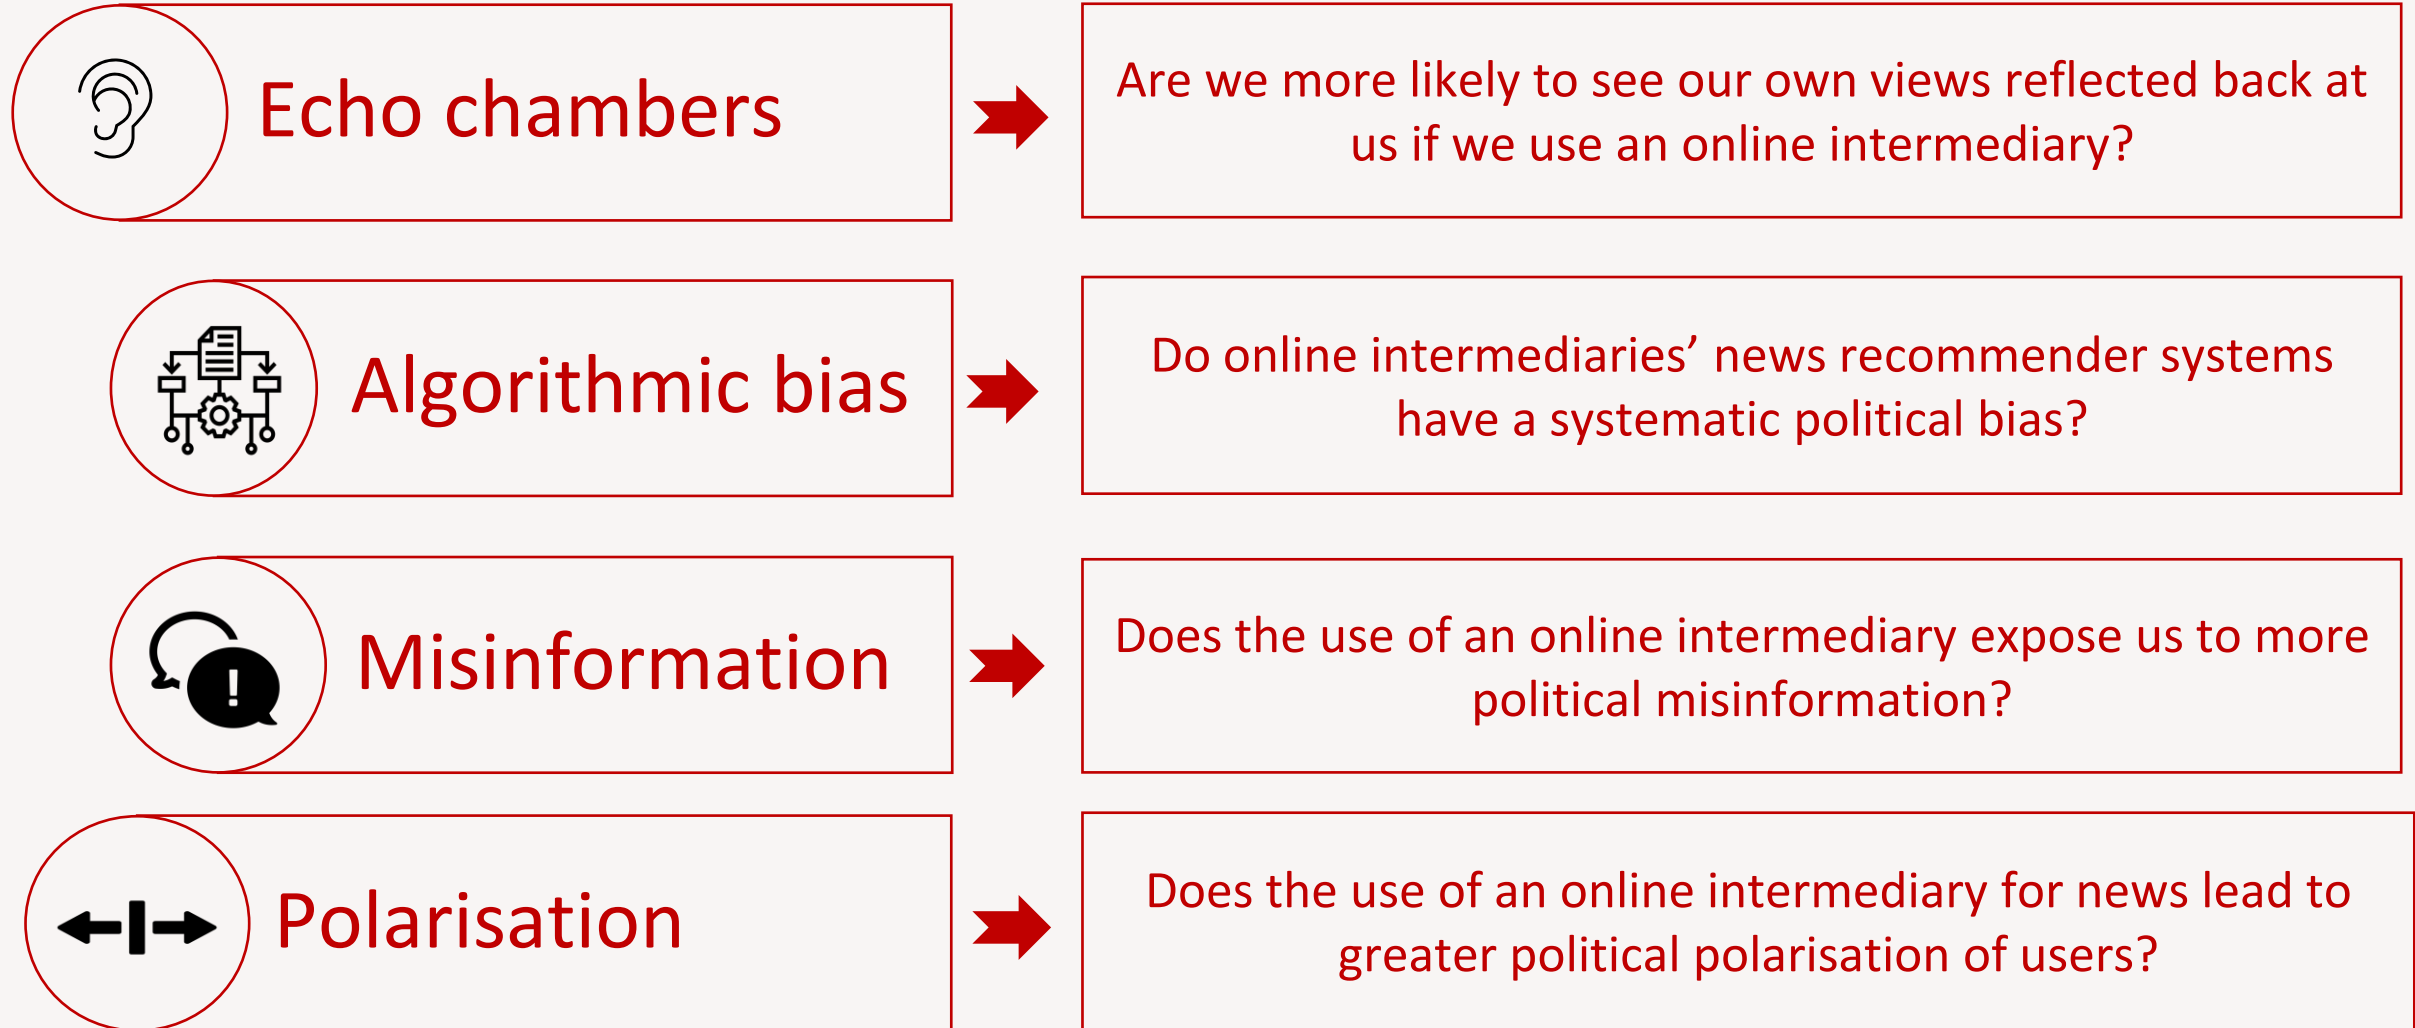 Echo chambers
Are we more likely to see our own views reflected back at
us if we use an online intermediary?
Algorithmic bias
Do online intermediaries’ news recommender systems
have a systematic political bias?
Misinformation
Does the use of an online intermediary expose us to more
political misinformation?
Polarisation
Does the use of an online intermediary for news lead to
greater political polarisation of users?